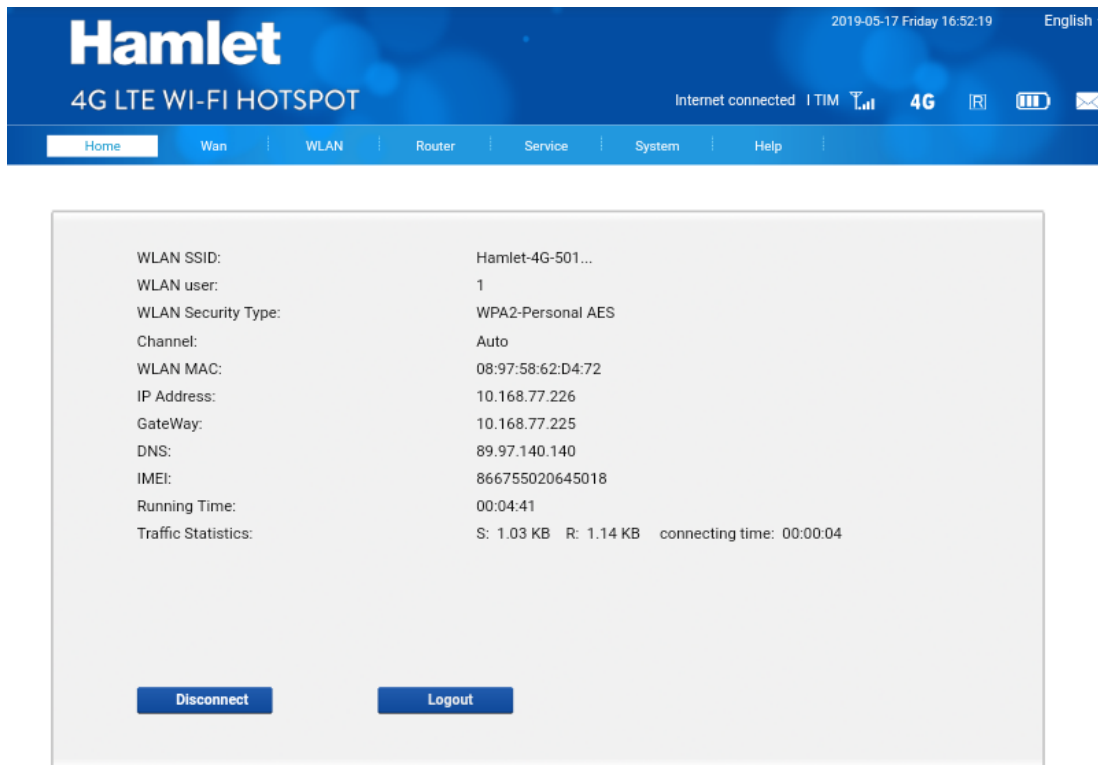 Hamlet
2019-05-17 Friday 16:52:19 English
4G LTE WI-FI HOTSPOT
Internet connected I TIM 4G R
Home Wan WLAN Router Service System Help
WLAN SSID: Hamlet-4G-501...
WLAN user: 1
WLAN Security Type: WPA2-Personal AES
Channel: Auto
WLAN MAC: 08:97:58:62:D4:72
IP Address: 10.168.77.226
GateWay: 10.168.77.225
DNS: 89.97.140.140
IMEI: 866755020645018
Running Time: 00:04:41
Traffic Statistics: S: 1.03 KB R: 1.14 KB connecting time: 00:00:04
Disconnect Logout